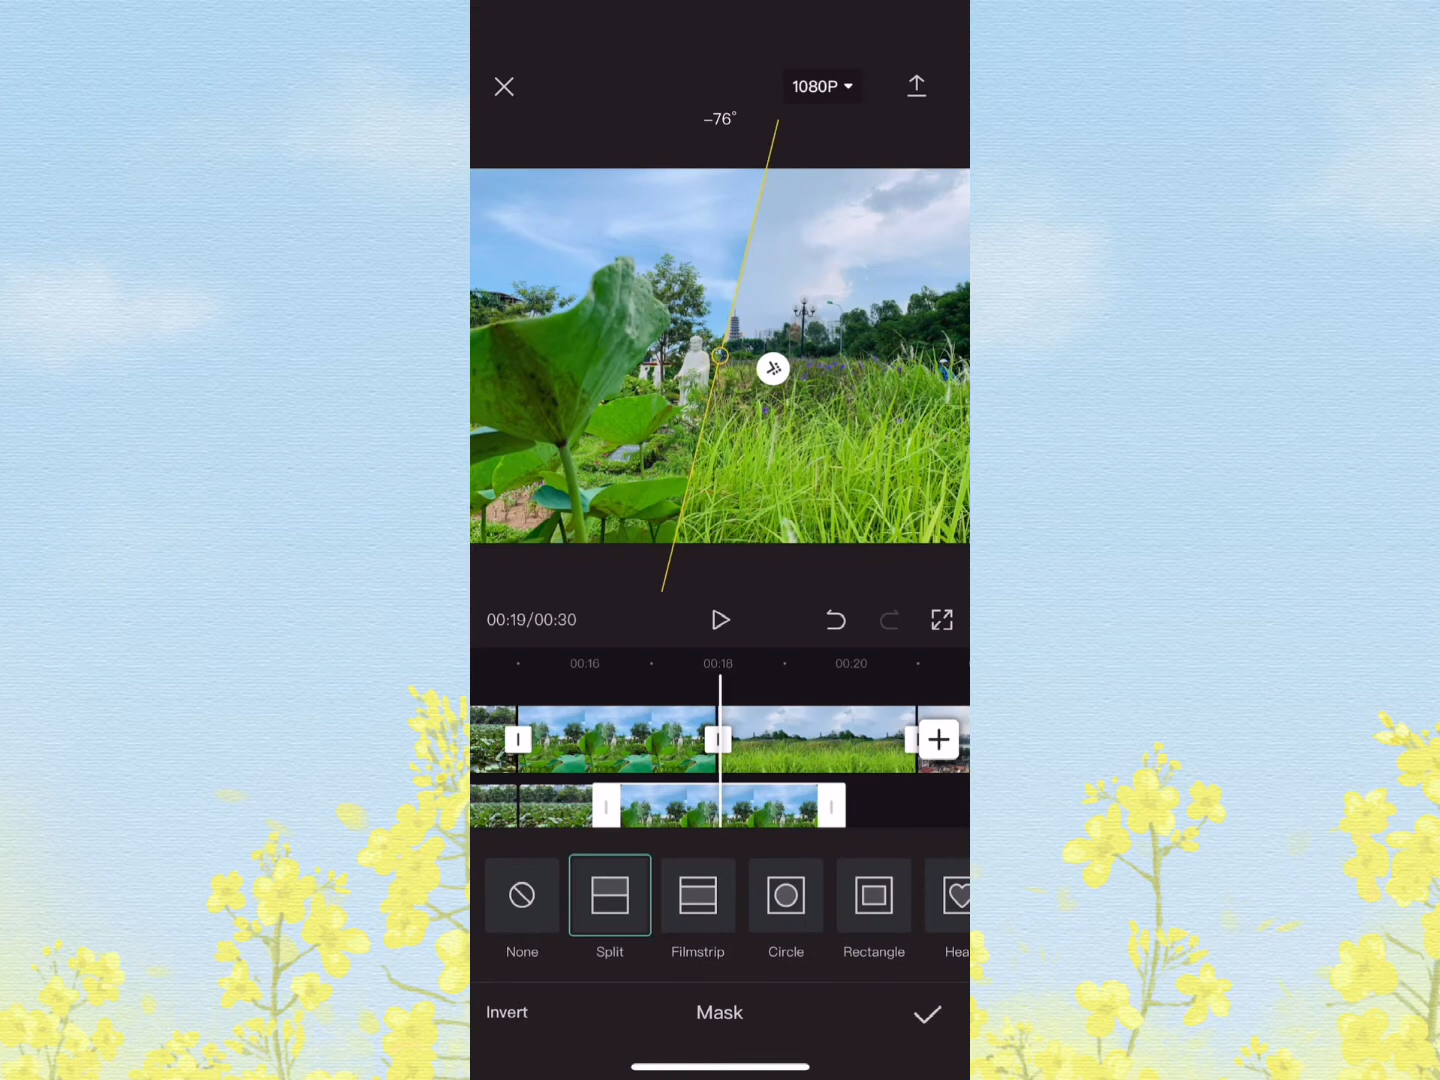 1080P
–76°
00:19/00:30
00:16 00:18 00:20
None Split Filmstrip Circle Rectangle Hea
Invert Mask